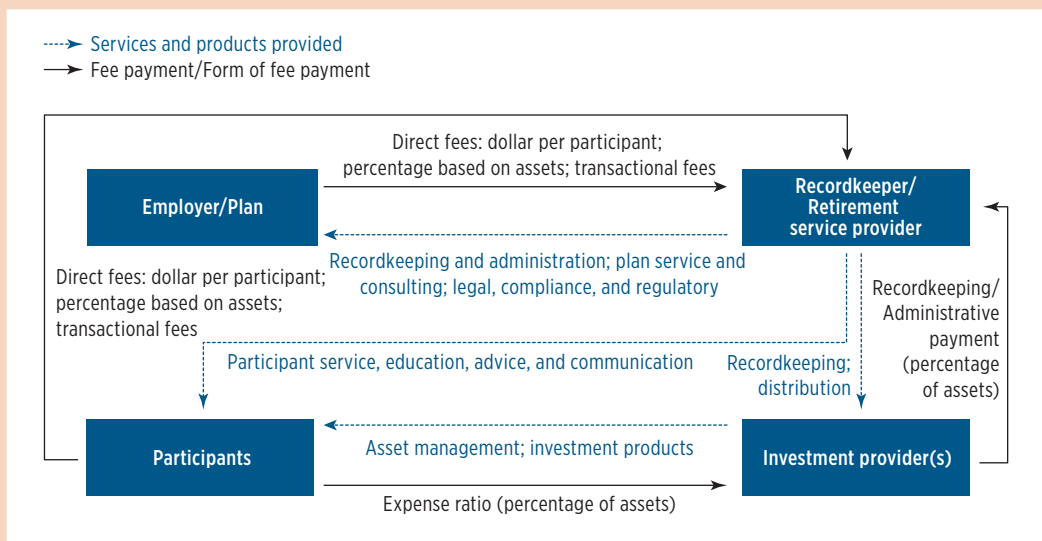 Services and products provided
Fee payment/Form of fee payment
Direct fees: dollar per participant;
percentage based on assets; transactional fees
Employer/Plan
Recordkeeper/
Retirement
service provider
Recordkeeping and administration; plan service and
consulting; legal, compliance, and regulatory
Direct fees: dollar per participant;
percentage based on assets;
transactional fees
Recordkeeping/
Administrative
payment
(percentage
of assets)
Participant service, education, advice, and communication
Recordkeeping;
distribution
Participants
Asset management; investment products
Investment provider(s)
Expense ratio (percentage of assets)